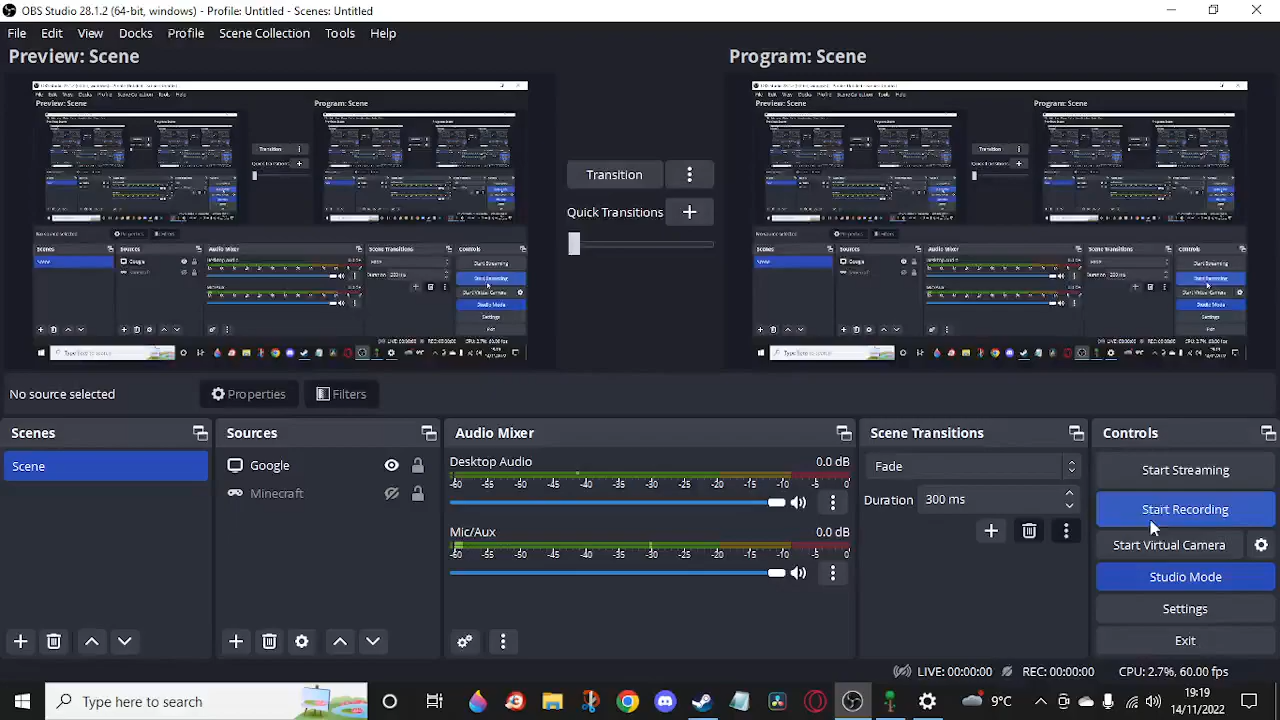 OBS Studio 28.1.2 (64-bit, windows) - Profile: Untitled - Scenes: Untitled
File Edit View Docks Profile Scene Collection Tools Help
Preview: Scene
Program: Scene
Transition
Quick Transitions
No source selected
Properties
Filters
Scenes
Scene
Sources
Google
Minecraft
Audio Mixer
Desktop Audio 0.0 dB
-60 -55 -50 -45 -40 -35 -30 -25 -20 -15 -10 -5 0
Mic/Aux 0.0 dB
-60 -55 -50 -45 -40 -35 -30 -25 -20 -15 -10 -5 0
Scene Transitions
Fade
Duration 300 ms
Controls
Start Streaming
Start Recording
Start Virtual Camera
Studio Mode
Settings
Exit
LIVE: 00:00:00 REC: 00:00:00 CPU: 2.7%, 60.00 fps
Type here to search
9°C
19:19
14/11/2022